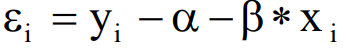 εᵢ = yᵢ − α − β * xᵢ